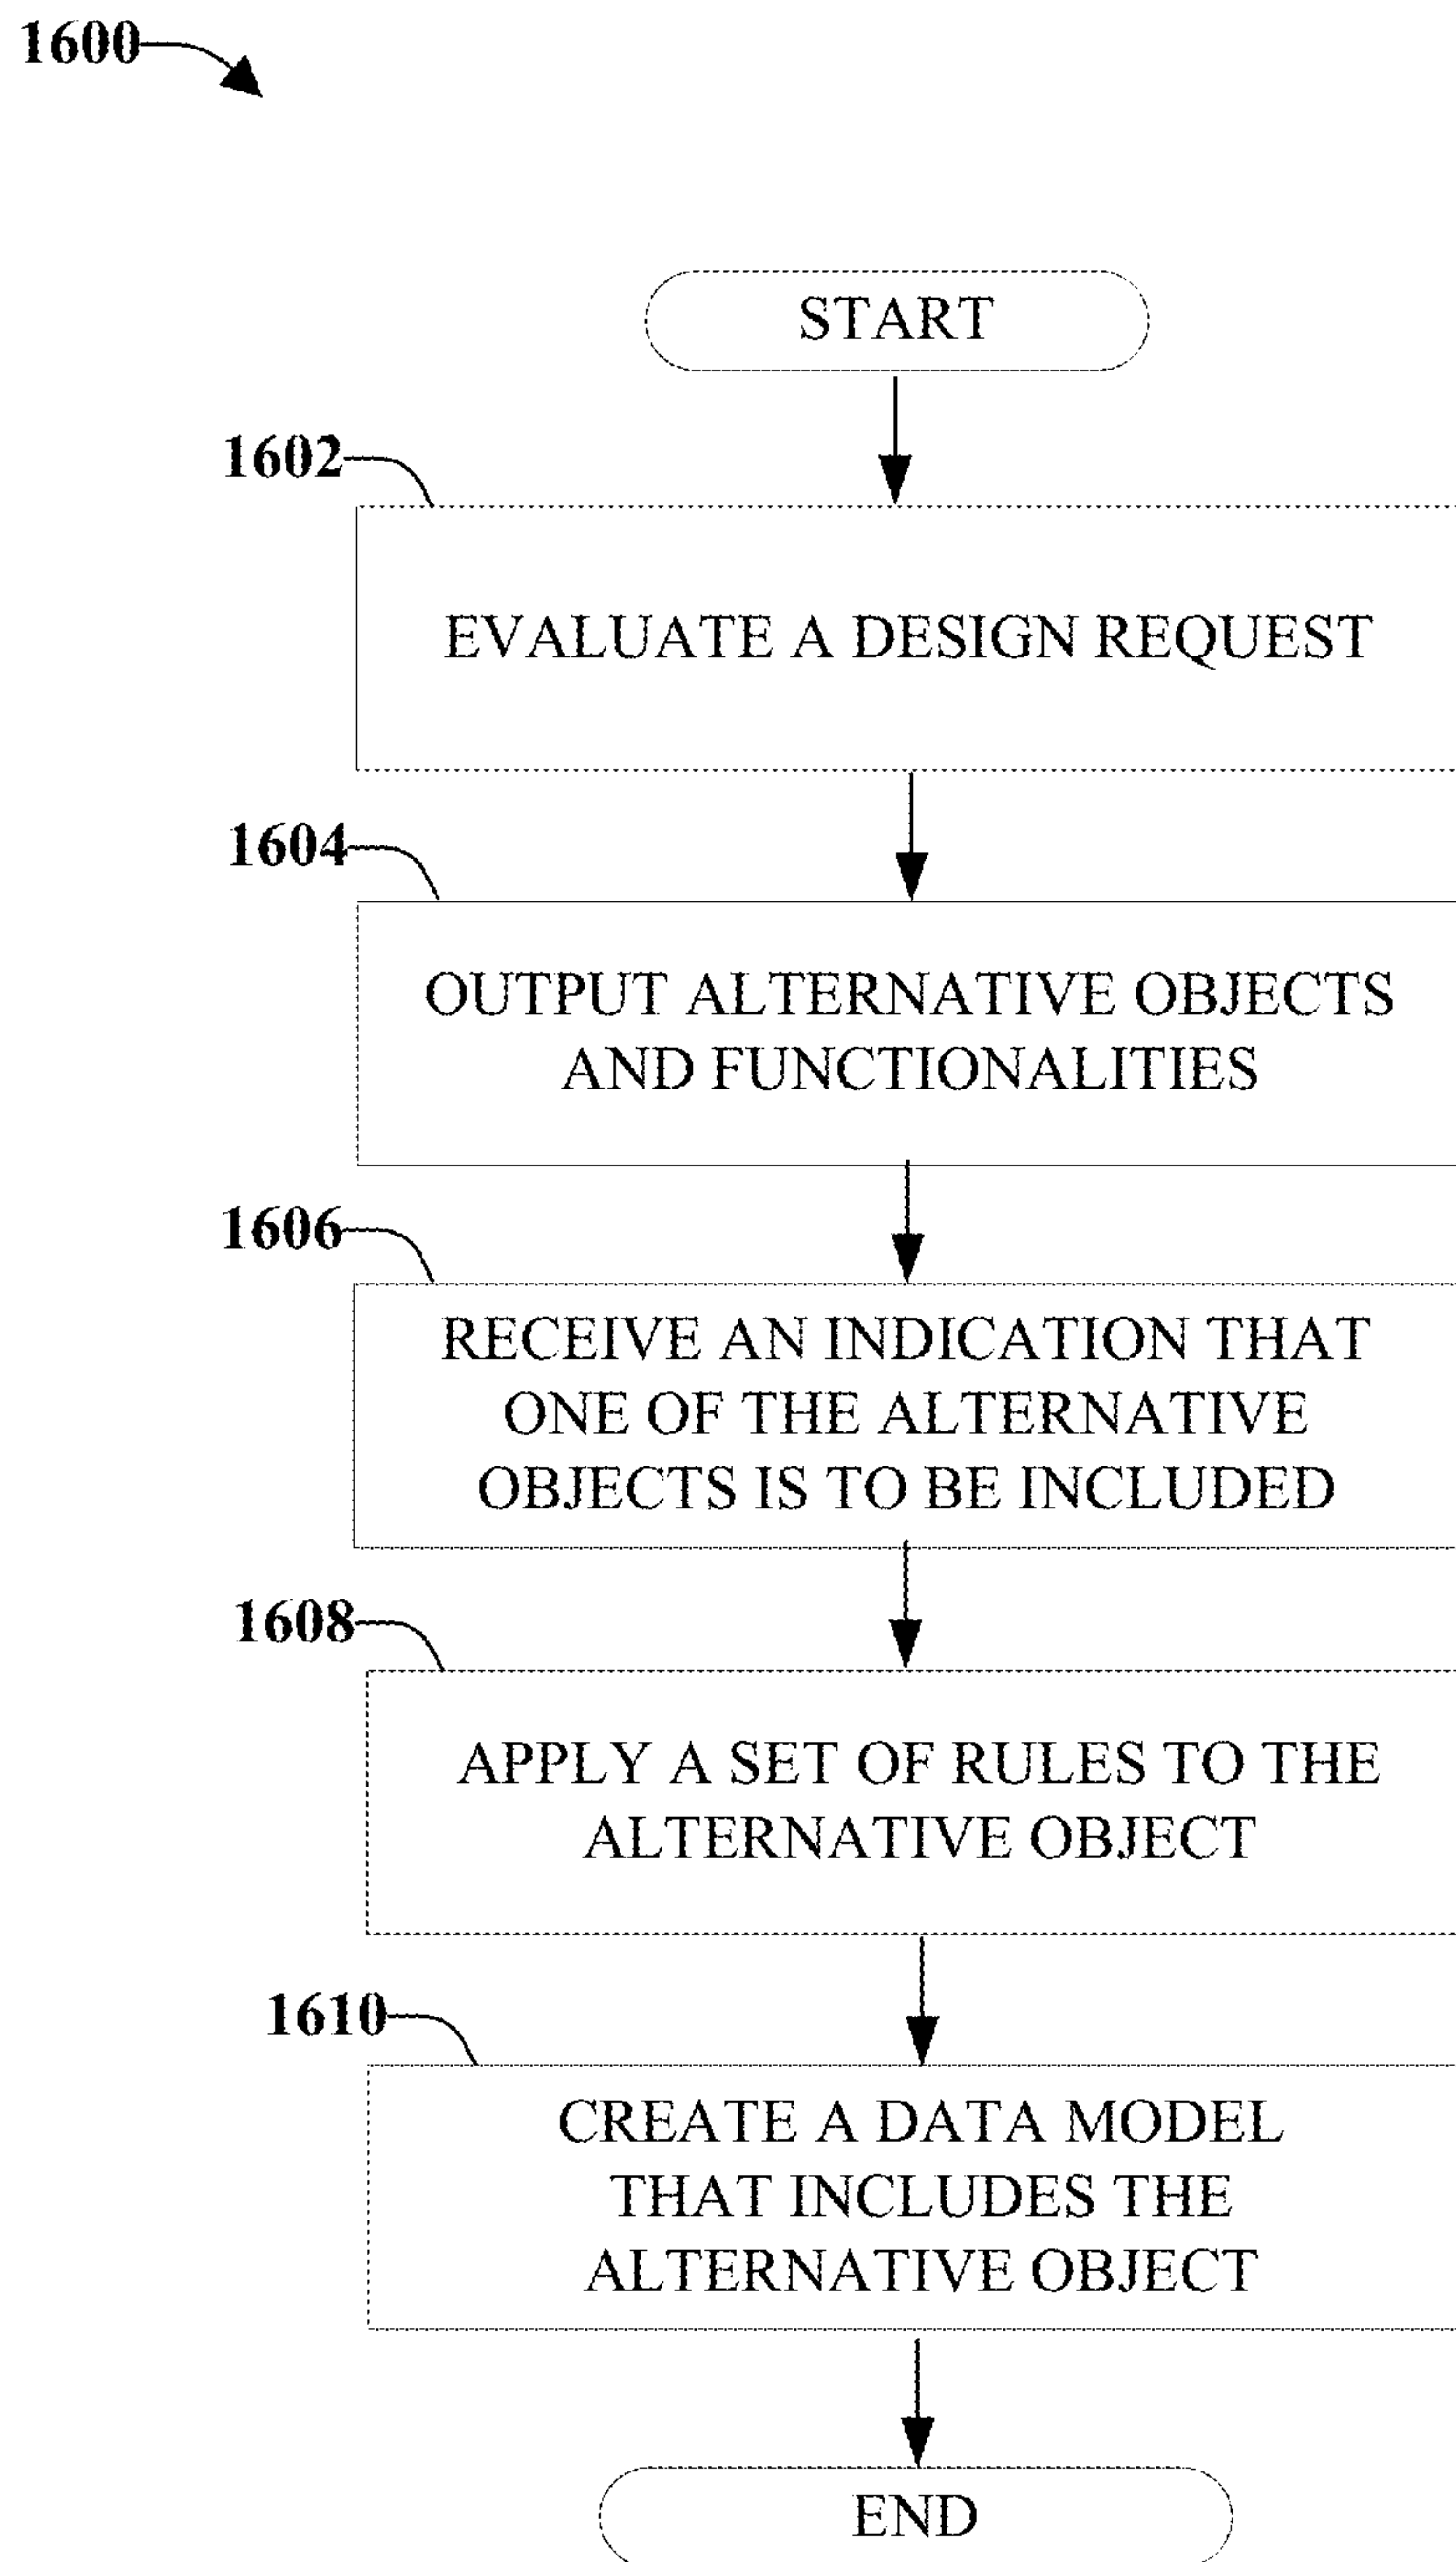 1600
START
1602
EVALUATE A DESIGN REQUEST
1604
OUTPUT ALTERNATIVE OBJECTS
AND FUNCTIONALITIES
1606
RECEIVE AN INDICATION THAT
ONE OF THE ALTERNATIVE
OBJECTS IS TO BE INCLUDED
1608
APPLY A SET OF RULES TO THE
ALTERNATIVE OBJECT
1610
CREATE A DATA MODEL
THAT INCLUDES THE
ALTERNATIVE OBJECT
END